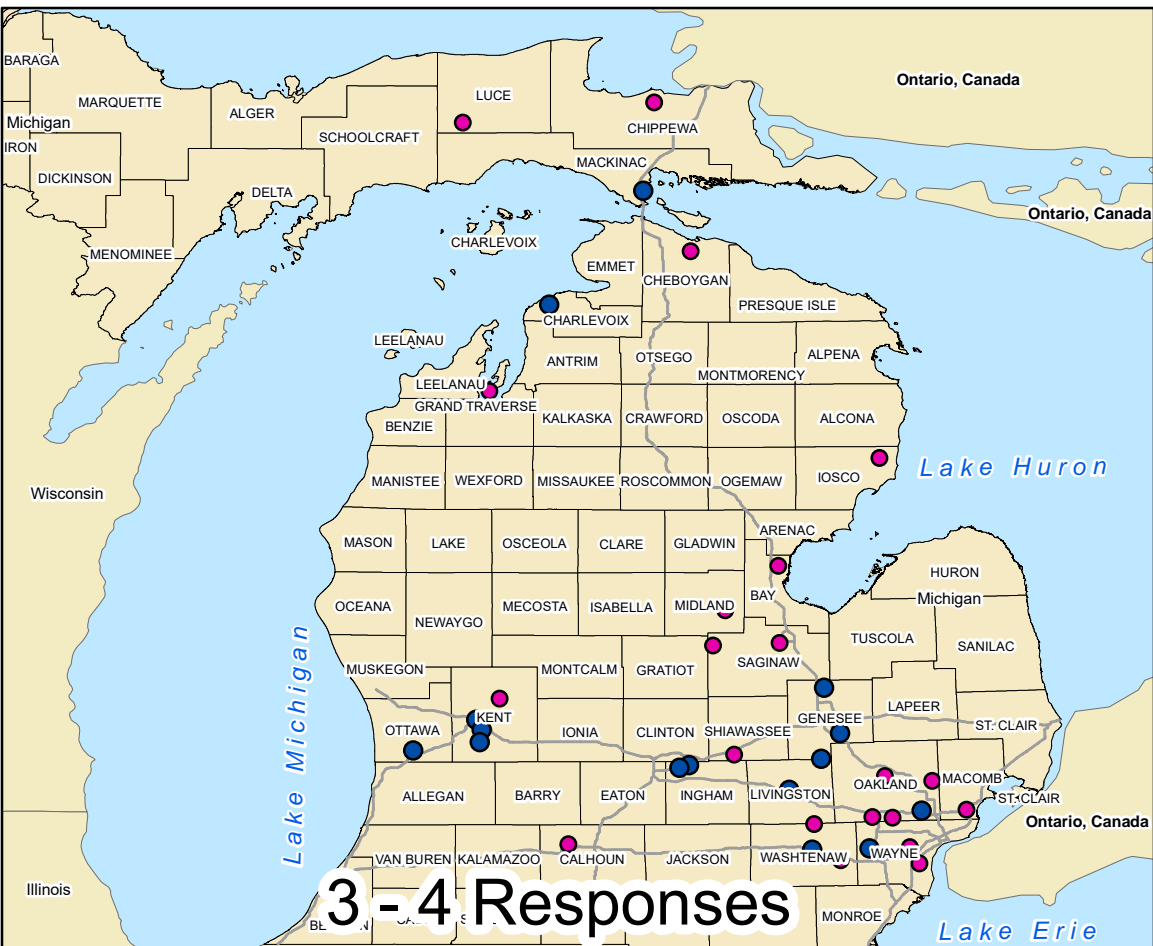 BARAGA
LUCE
Ontario, Canada
MARQUETTE
ALGER
Michigan
CHIPPEWA
SCHOOLCRAFT
IRON
MACKINAC
DICKINSON
DELTA
Ontario, Canada
CHARLEVOIX
MENOMINEE
EMMET
CHEBOYGAN
PRESQUE ISLE
CHARLEVOIX
LEELANAU
ANTRIM
OTSEGO
ALPENA
MONTMORENCY
LEELANAU
GRAND TRAVERSE
KALKASKA
CRAWFORD
OSCODA
ALCONA
BENZIE
Lake Huron
MANISTEE
WEXFORD
MISSAUKEE
ROSCOMMON
OGEMAW
IOSCO
Wisconsin
ARENAC
MASON
LAKE
OSCEOLA
CLARE
GLADWIN
HURON
Michigan
BAY
OCEANA
MECOSTA
ISABELLA
MIDLAND
NEWAYGO
TUSCOLA
SANILAC
SAGINAW
MUSKEGON
MONTCALM
GRATIOT
Lake Michigan
LAPEER
KENT
GENESEE
ST. CLAIR
OTTAWA
IONIA
CLINTON
SHIAWASSEE
OAKLAND
MACOMB
ALLEGAN
BARRY
EATON
INGHAM
LIVINGSTON
ST. CLAIR
Ontario, Canada
VAN BUREN
KALAMAZOO
CALHOUN
JACKSON
WASHTENAW
WAYNE
Illinois
3 - 4 Responses
MONROE
Lake Erie